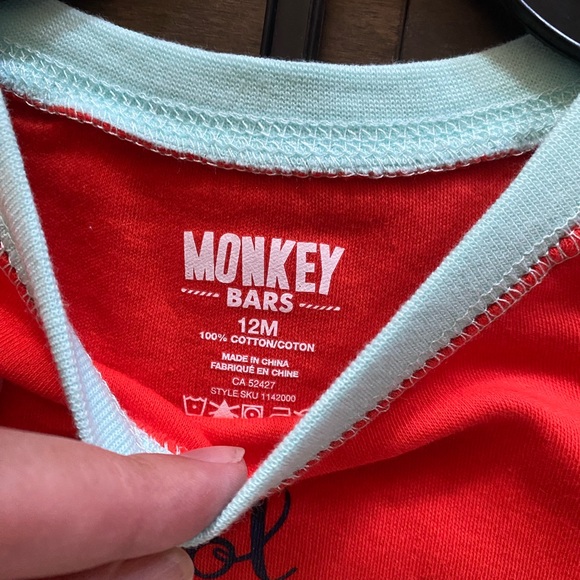 MONKEY
BARS
12M
100% COTTON/COTON
MADE IN CHINA
FABRIQUÉ EN CHINE
CA 52427
STYLE SKU 1142000